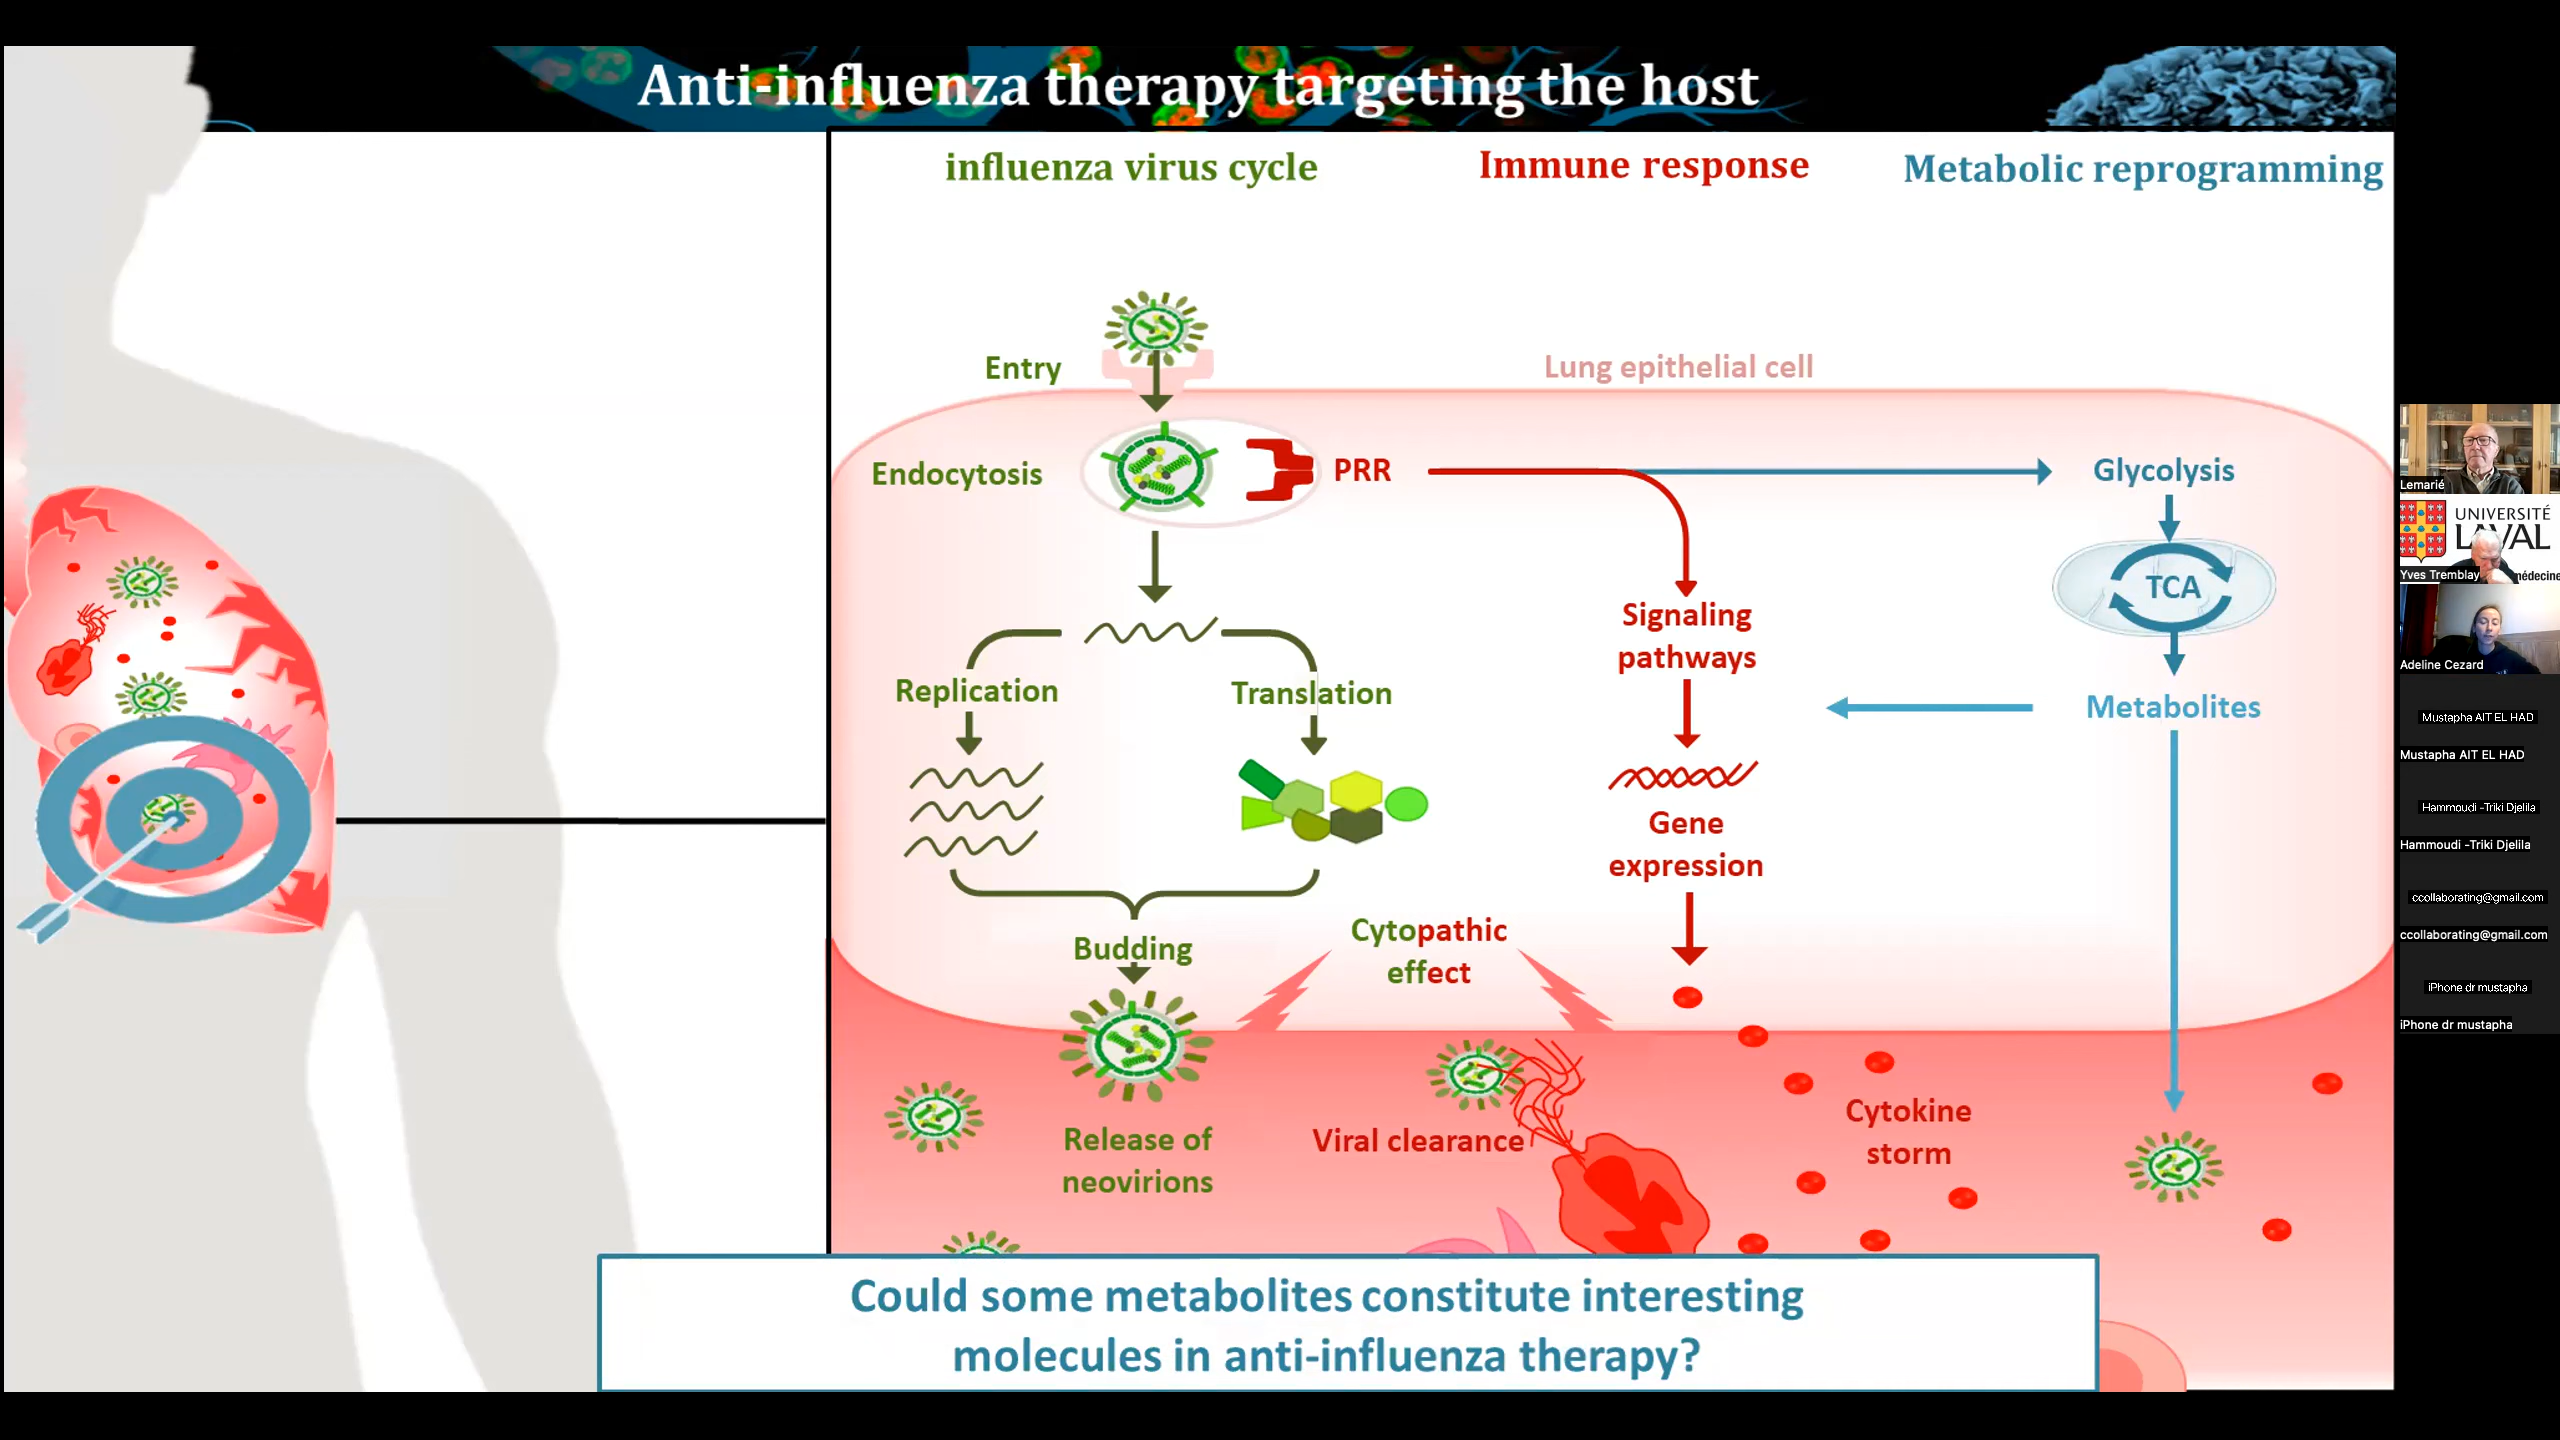 Anti-influenza therapy targeting the host
influenza virus cycle
Immune response
Metabolic reprogramming
Entry
Lung epithelial cell
Endocytosis
PRR
Glycolysis
TCA
Signaling
pathways
Replication
Translation
Metabolites
Gene
expression
Budding
Cytopathic
effect
Release of
neovirions
Viral clearance
Cytokine
storm
Could some metabolites constitute interesting
molecules in anti-influenza therapy?
Lemarié
UNIVERSITÉ
LAVAL
Yves Tremblay
médecine
Adeline Cezard
Mustapha AIT EL HAD
Mustapha AIT EL HAD
Hammoudi -Triki Djelila
Hammoudi -Triki Djelila
ccollaborating@gmail.com
ccollaborating@gmail.com
iPhone dr mustapha
iPhone dr mustapha